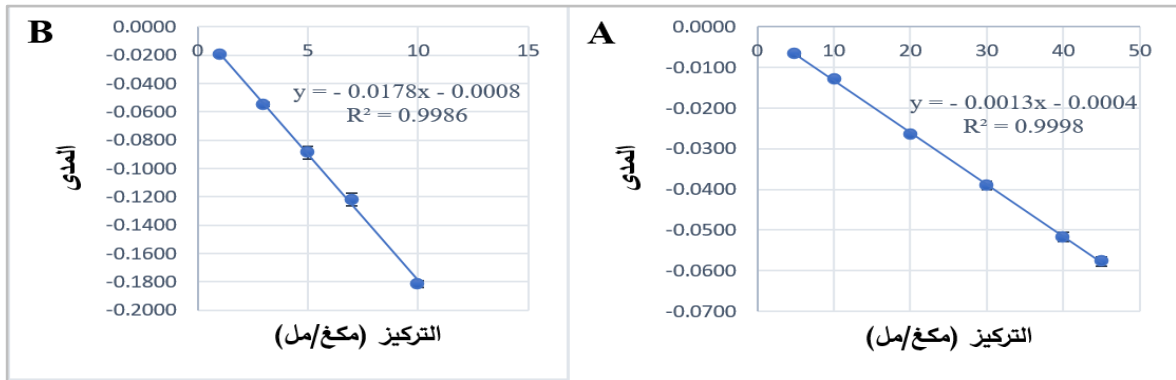 B
0.0000
-0.0200
-0.0400
-0.0600
-0.0800
-0.1000
-0.1200
-0.1400
-0.1600
-0.1800
-0.2000
0 5 10 15
y = - 0.0178x - 0.0008
R² = 0.9986
المدى
التركيز (مكغ/مل)
A
0.0000
-0.0100
-0.0200
-0.0300
-0.0400
-0.0500
-0.0600
-0.0700
0 10 20 30 40 50
y = - 0.0013x - 0.0004
R² = 0.9998
المدى
التركيز (مكغ/مل)